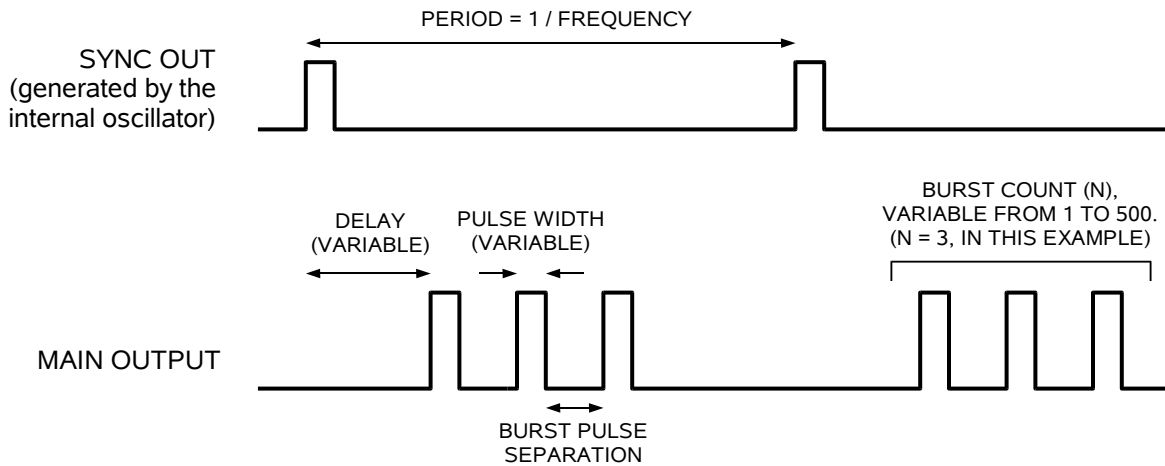 PERIOD = 1 / FREQUENCY
SYNC OUT
(generated by the
internal oscillator)
BURST COUNT (N),
VARIABLE FROM 1 TO 500.
(N = 3, IN THIS EXAMPLE)
DELAY
(VARIABLE)
PULSE WIDTH
(VARIABLE)
MAIN OUTPUT
BURST PULSE
SEPARATION